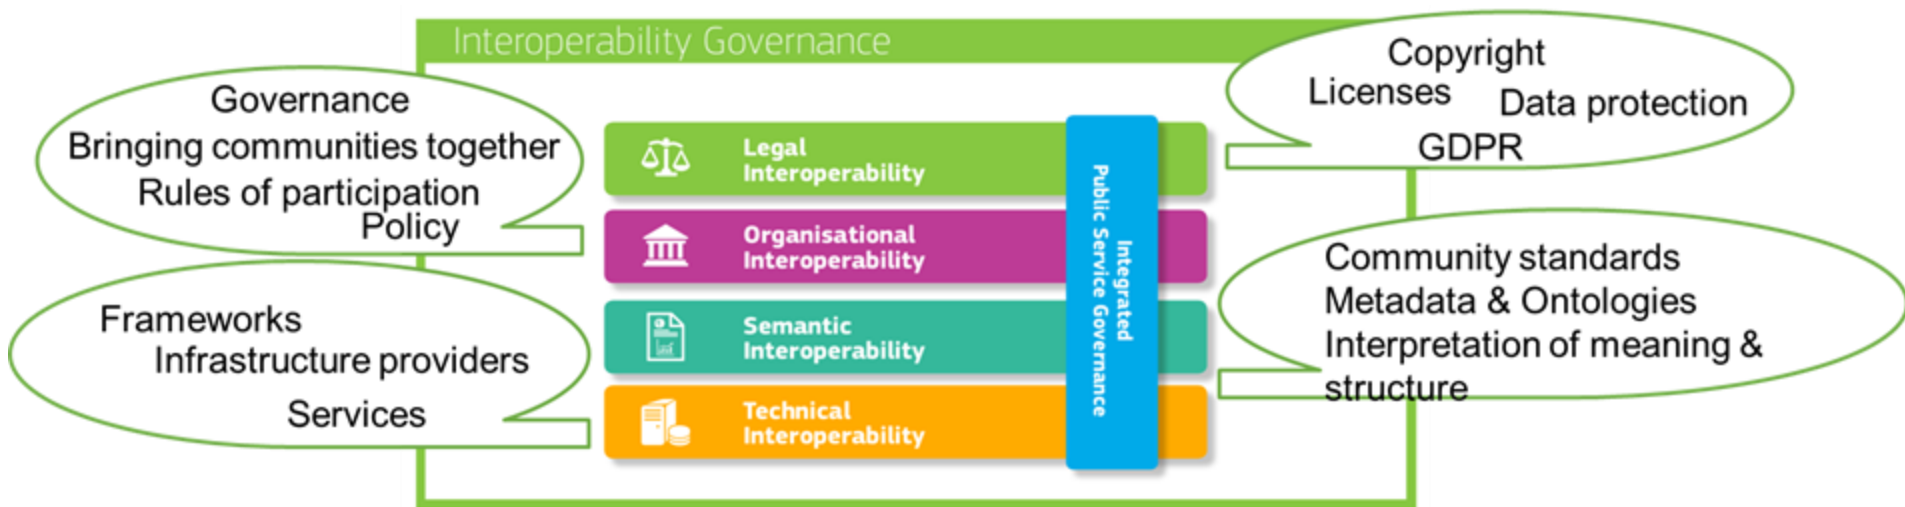 Interoperability Governance
Governance
Bringing communities together
Rules of participation
Policy
Frameworks
Infrastructure providers
Services
Legal
Interoperability
Organisational
Interoperability
Semantic
Interoperability
Technical
Interoperability
Integrated
Public Service Governance
Copyright
Licenses
Data protection
GDPR
Community standards
Metadata & Ontologies
Interpretation of meaning &
structure